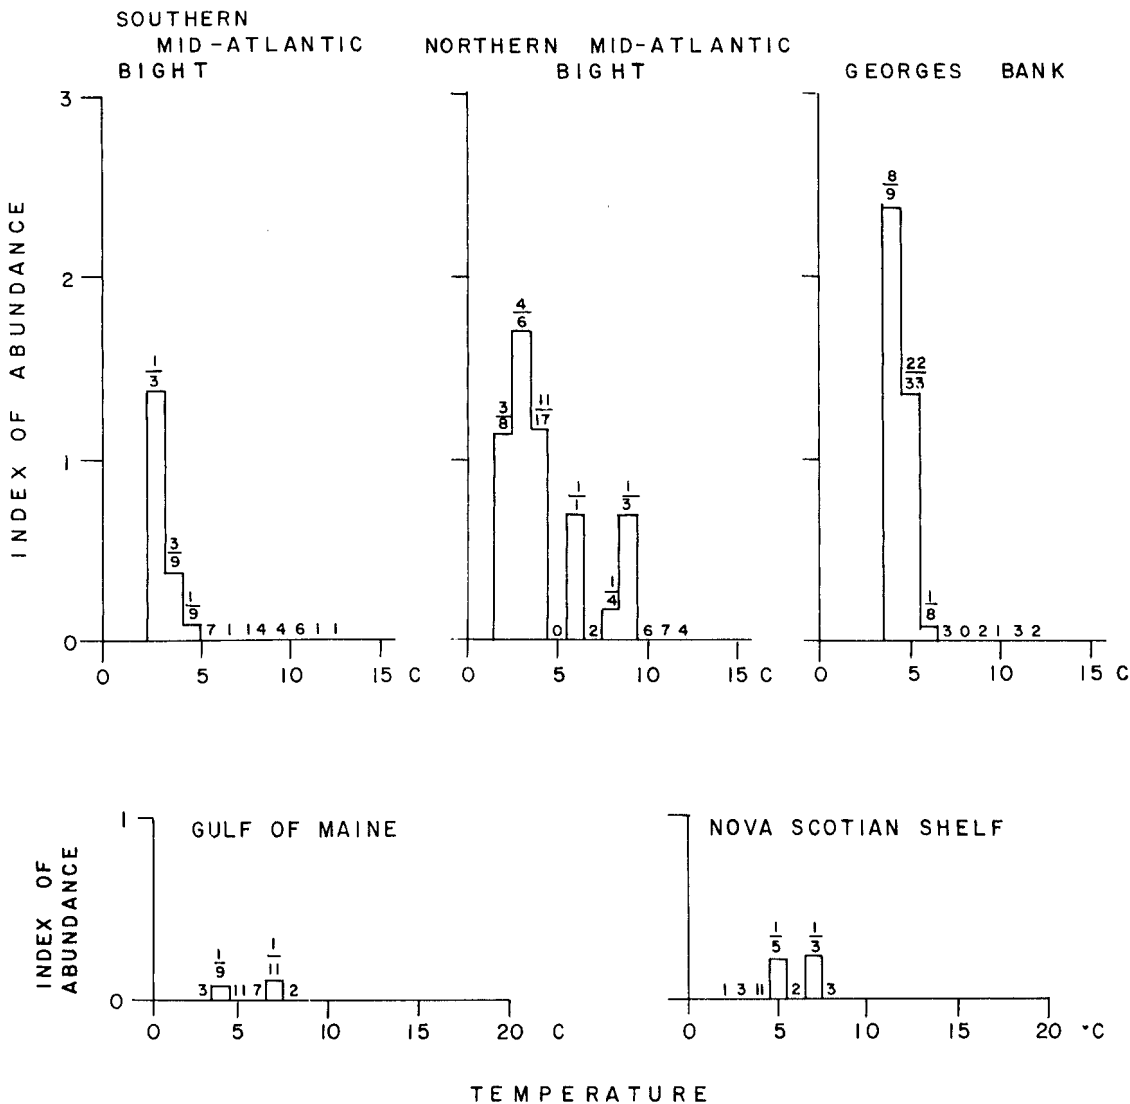 SOUTHERN
MID-ATLANTIC
BIGHT
NORTHERN MID-ATLANTIC
BIGHT
GEORGES BANK
INDEX OF ABUNDANCE
3
2
1
0
1/3
3/9
1/9
7 1 14 4 6 1 1
0 5 10 15 C
3/8
4/6
11/17
0
1/1
2
1/4
1/3
6 7 4
0 5 10 15 C
8/9
22/33
1/8
3 0 2 1 3 2
0 5 10 15 C
INDEX OF
ABUNDANCE
1
0
GULF OF MAINE
3
1/9
11 7
1/11
2
0 5 10 15 20 C
NOVA SCOTIAN SHELF
1 3 11
1/5
2
1/3
3
0 5 10 15 20 °C
TEMPERATURE